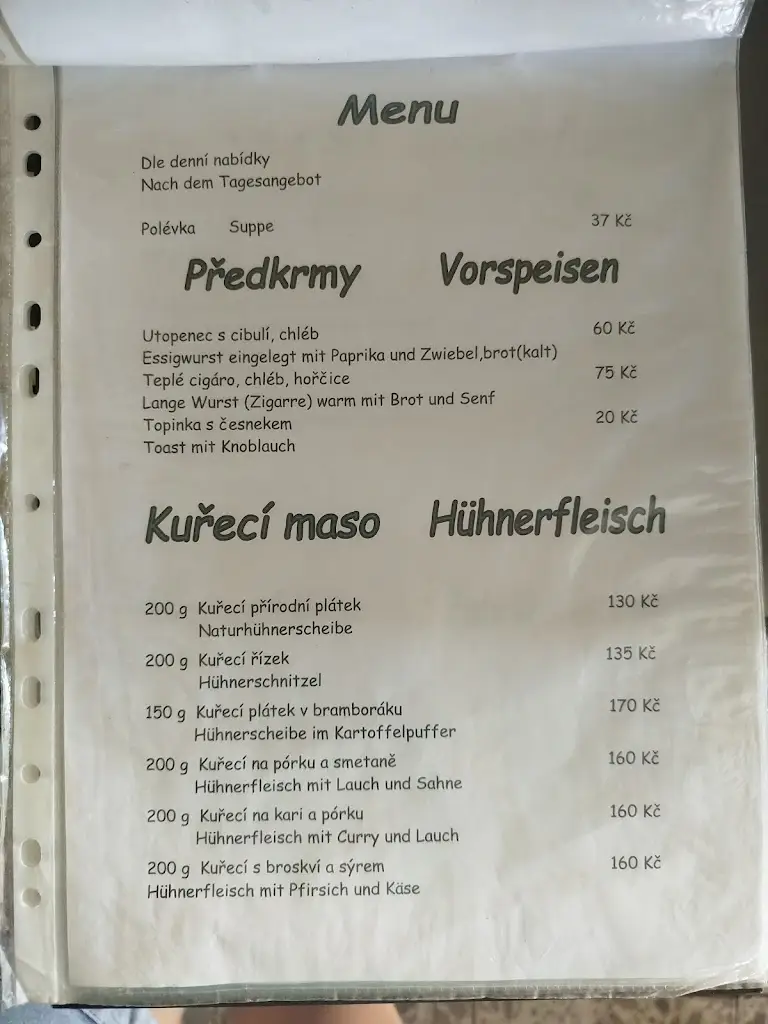 Menu
Dle denní nabídky
Nach dem Tagesangebot
Polévka Suppe 37 Kč
Předkrmy Vorspeisen
Utopenec s cibulí, chléb 60 Kč
Essigwurst eingelegt mit Paprika und Zwiebel,brot(kalt)
Teplé cigáro, chléb, hořčice 75 Kč
Lange Wurst (Zigarre) warm mit Brot und Senf
Topinka s česnekem 20 Kč
Toast mit Knoblauch
Kuřecí maso Hühnerfleisch
200 g Kuřecí přírodní plátek 130 Kč
Naturhühnerscheibe
200 g Kuřecí řízek 135 Kč
Hühnerschnitzel
150 g Kuřecí plátek v bramboráku 170 Kč
Hühnerscheibe im Kartoffelpuffer
200 g Kuřecí na pórku a smetaně 160 Kč
Hühnerfleisch mit Lauch und Sahne
200 g Kuřecí na kari a pórku 160 Kč
Hühnerfleisch mit Curry und Lauch
200 g Kuřecí s broskví a sýrem 160 Kč
Hühnerfleisch mit Pfirsich und Käse